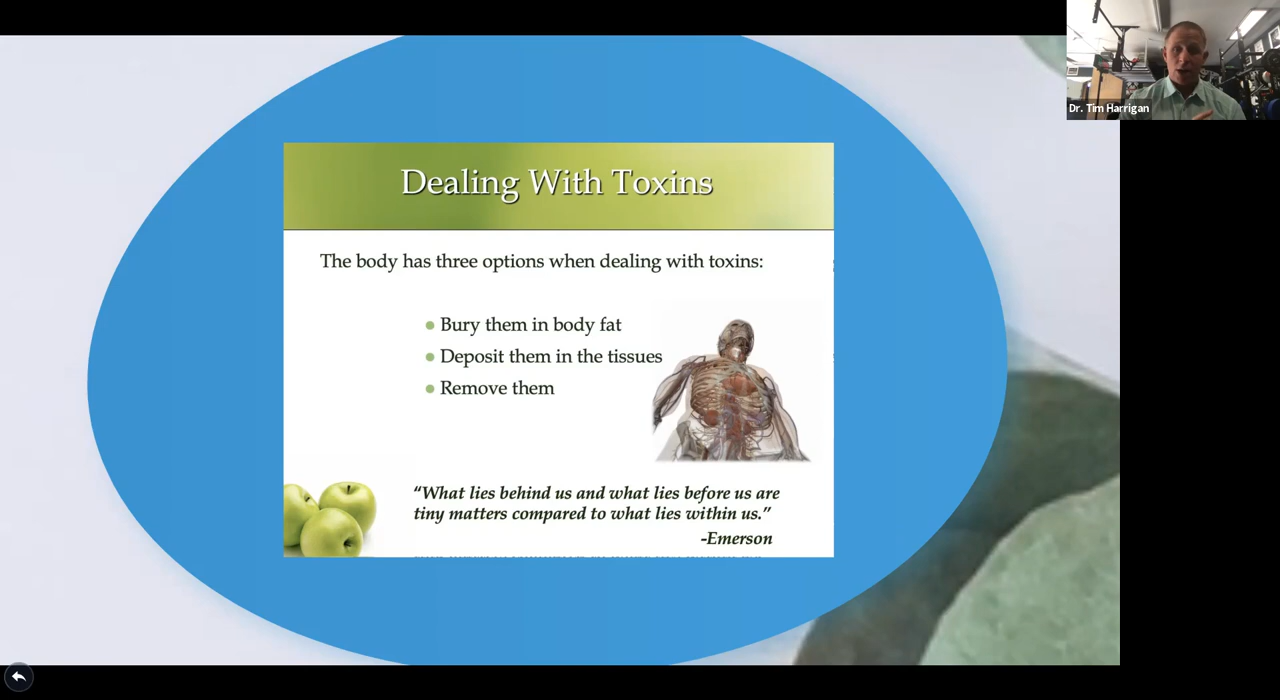 Dr. Tim Harrigan
Dealing With Toxins
The body has three options when dealing with toxins:
Bury them in body fat
Deposit them in the tissues
Remove them
“What lies behind us and what lies before us are
tiny matters compared to what lies within us.”
-Emerson